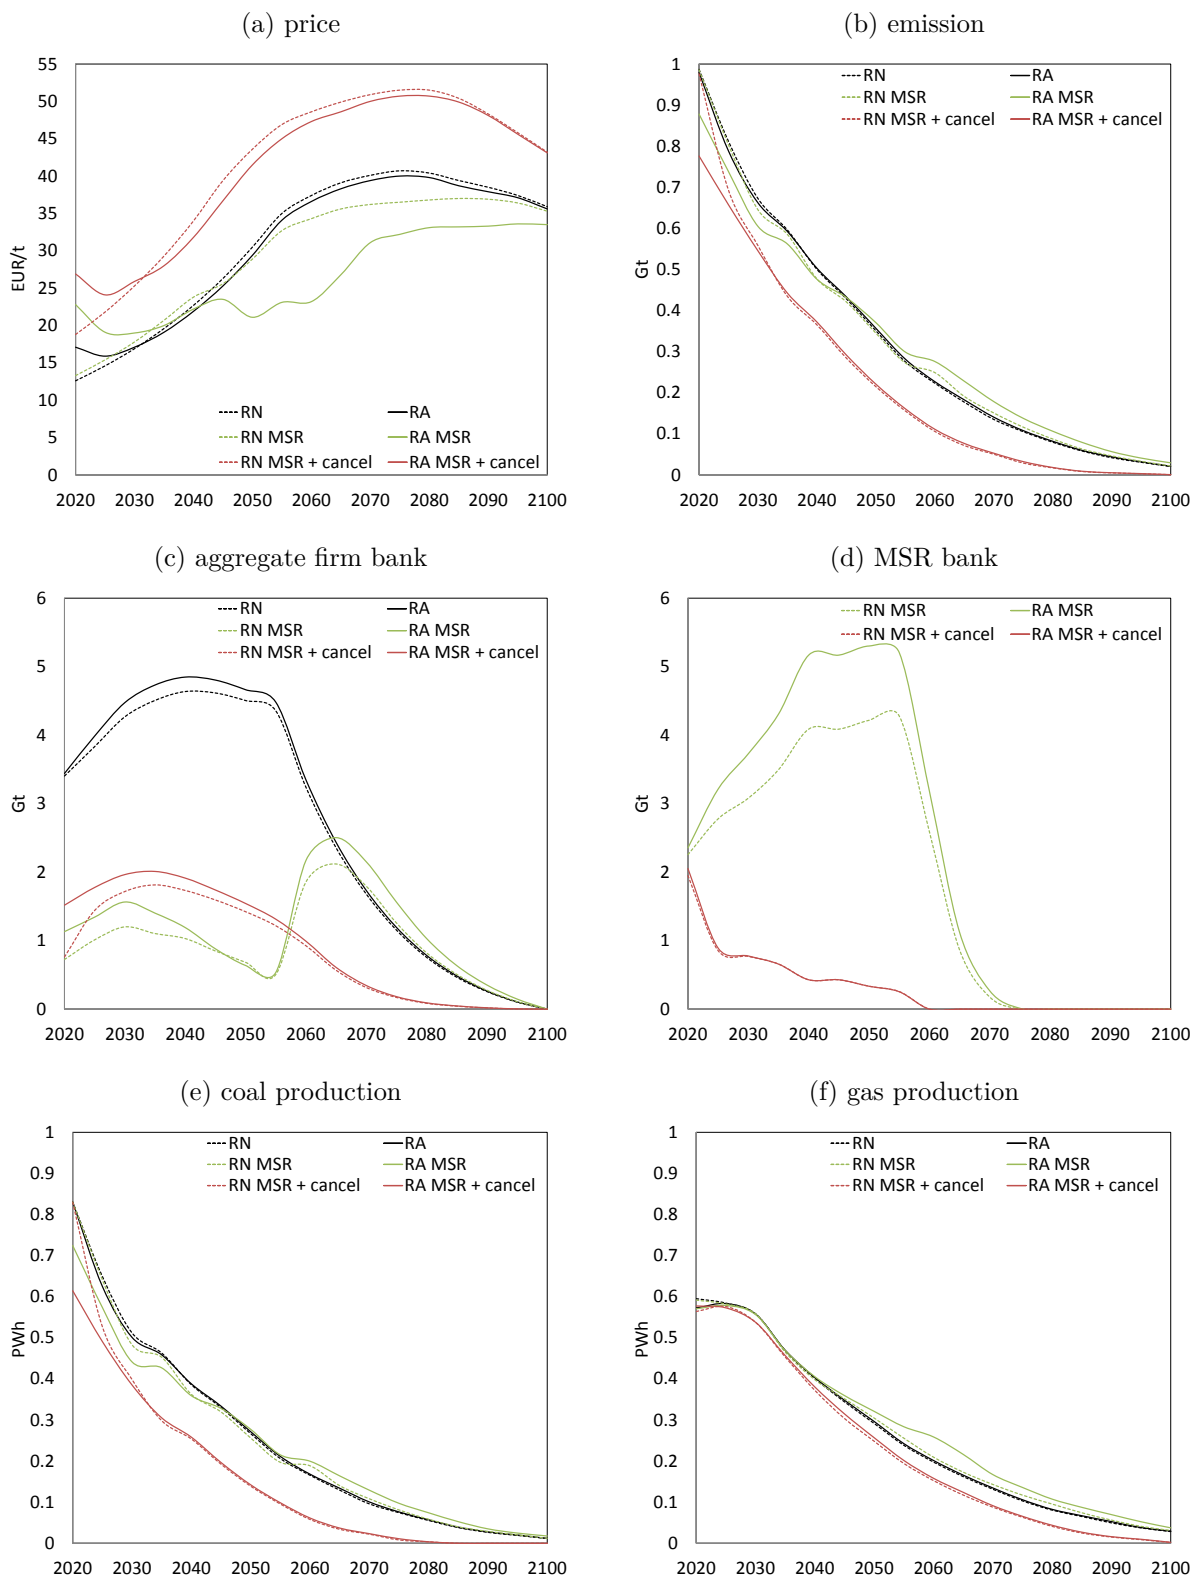 (a) price
55
50
45
40
35
30
25
20
15
10
5
0
EUR/t
RN RA
RN MSR RA MSR
RN MSR + cancel RA MSR + cancel
2020 2030 2040 2050 2060 2070 2080 2090 2100
(b) emission
1
0.9
0.8
0.7
0.6
0.5
0.4
0.3
0.2
0.1
0
Gt
RN RA
RN MSR RA MSR
RN MSR + cancel RA MSR + cancel
2020 2030 2040 2050 2060 2070 2080 2090 2100
(c) aggregate firm bank
6
5
4
3
2
1
0
Gt
RN RA
RN MSR RA MSR
RN MSR + cancel RA MSR + cancel
2020 2030 2040 2050 2060 2070 2080 2090 2100
(d) MSR bank
6
5
4
3
2
1
0
Gt
RN MSR RA MSR
RN MSR + cancel RA MSR + cancel
2020 2030 2040 2050 2060 2070 2080 2090 2100
(e) coal production
1
0.9
0.8
0.7
0.6
0.5
0.4
0.3
0.2
0.1
0
PWh
RN RA
RN MSR RA MSR
RN MSR + cancel RA MSR + cancel
2020 2030 2040 2050 2060 2070 2080 2090 2100
(f) gas production
1
0.9
0.8
0.7
0.6
0.5
0.4
0.3
0.2
0.1
0
PWh
RN RA
RN MSR RA MSR
RN MSR + cancel RA MSR + cancel
2020 2030 2040 2050 2060 2070 2080 2090 2100